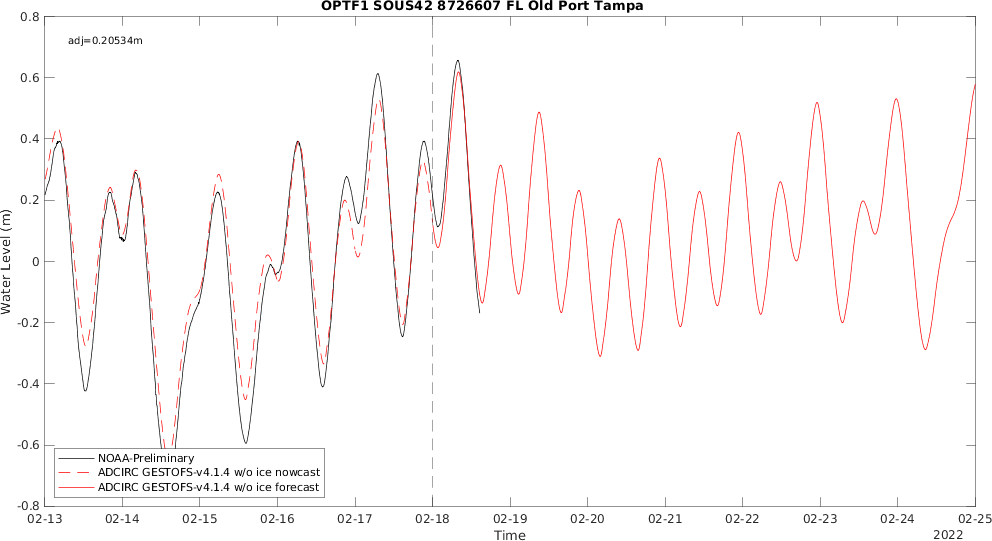 OPTF1 SOUS42 8726607 FL Old Port Tampa
adj=0.20534m
0.8
0.6
0.4
0.2
0
-0.2
-0.4
-0.6
-0.8
Water Level (m)
NOAA-Preliminary
ADCIRC GESTOFS-v4.1.4 w/o ice nowcast
ADCIRC GESTOFS-v4.1.4 w/o ice forecast
02-13 02-14 02-15 02-16 02-17 02-18 02-19 02-20 02-21 02-22 02-23 02-24 02-25
Time
2022